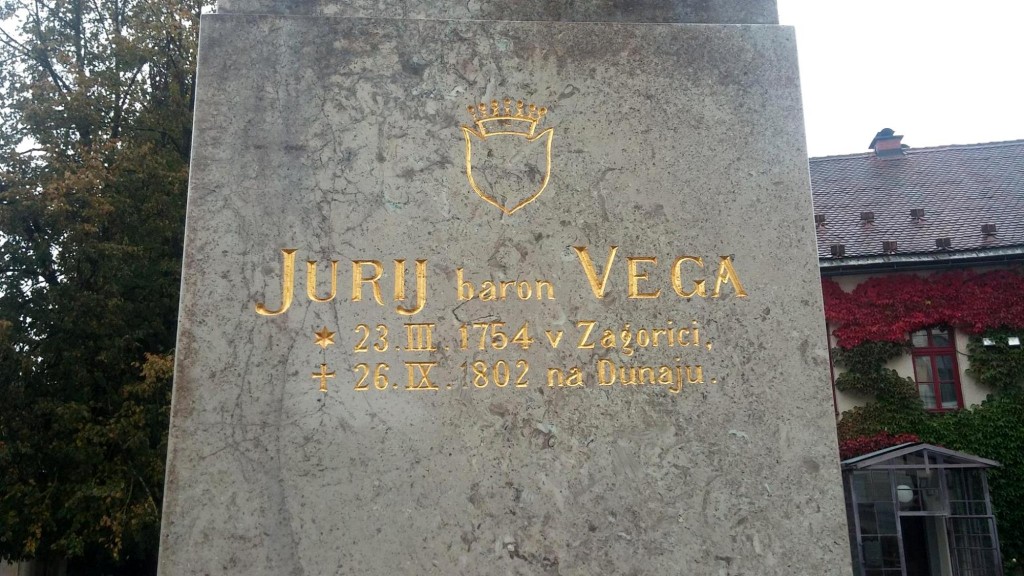 JURIJ baron VEGA
* 23. III. 1754 v Zagorici,
+ 26. IX. 1802 na Dunaju.